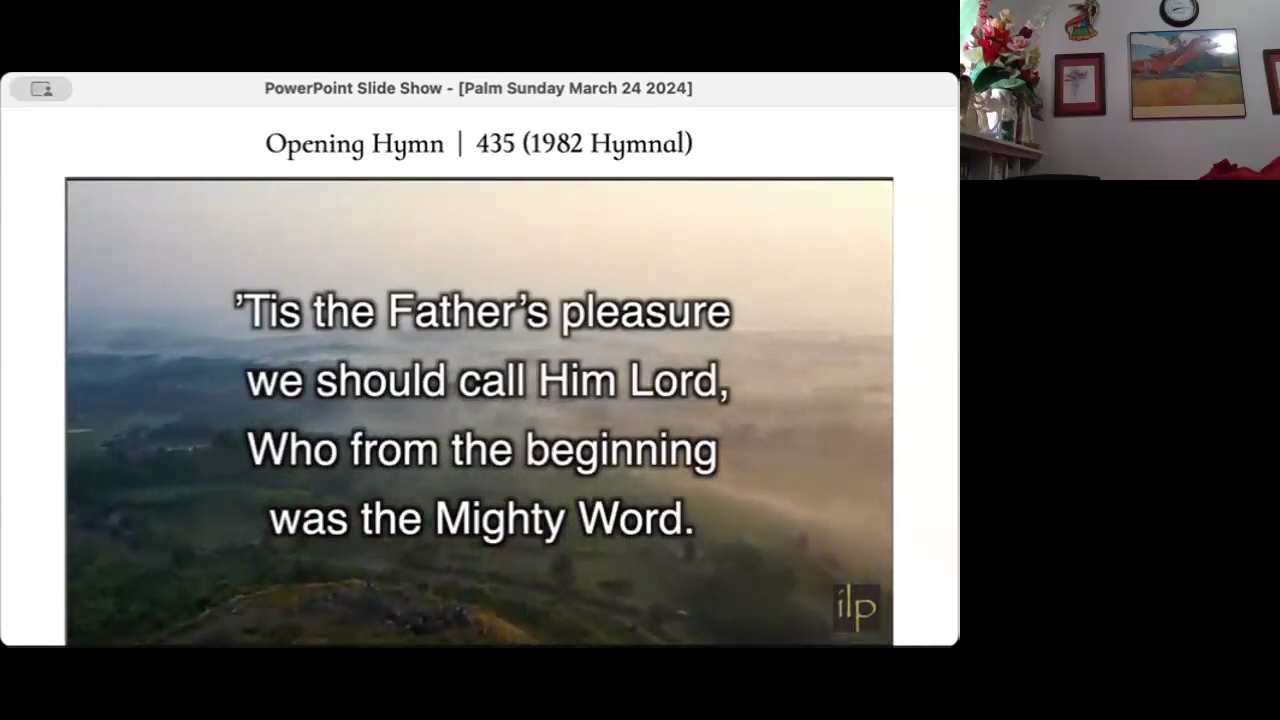 PowerPoint Slide Show - [Palm Sunday March 24 2024]
Opening Hymn | 435 (1982 Hymnal)
’Tis the Father’s pleasure
we should call Him Lord,
Who from the beginning
was the Mighty Word.
ilp